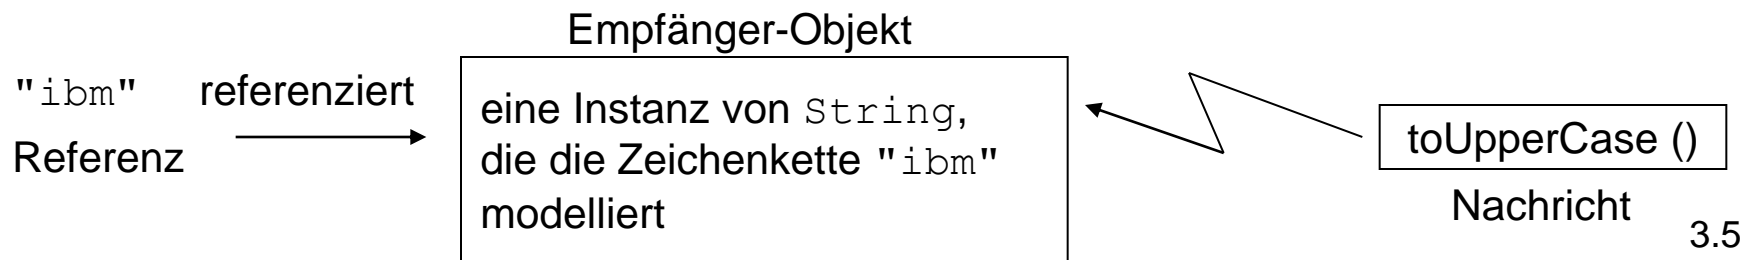 Empfänger-Objekt
"ibm" referenziert
Referenz
eine Instanz von String,
die die Zeichenkette "ibm"
modelliert
toUpperCase ()
Nachricht
3.5